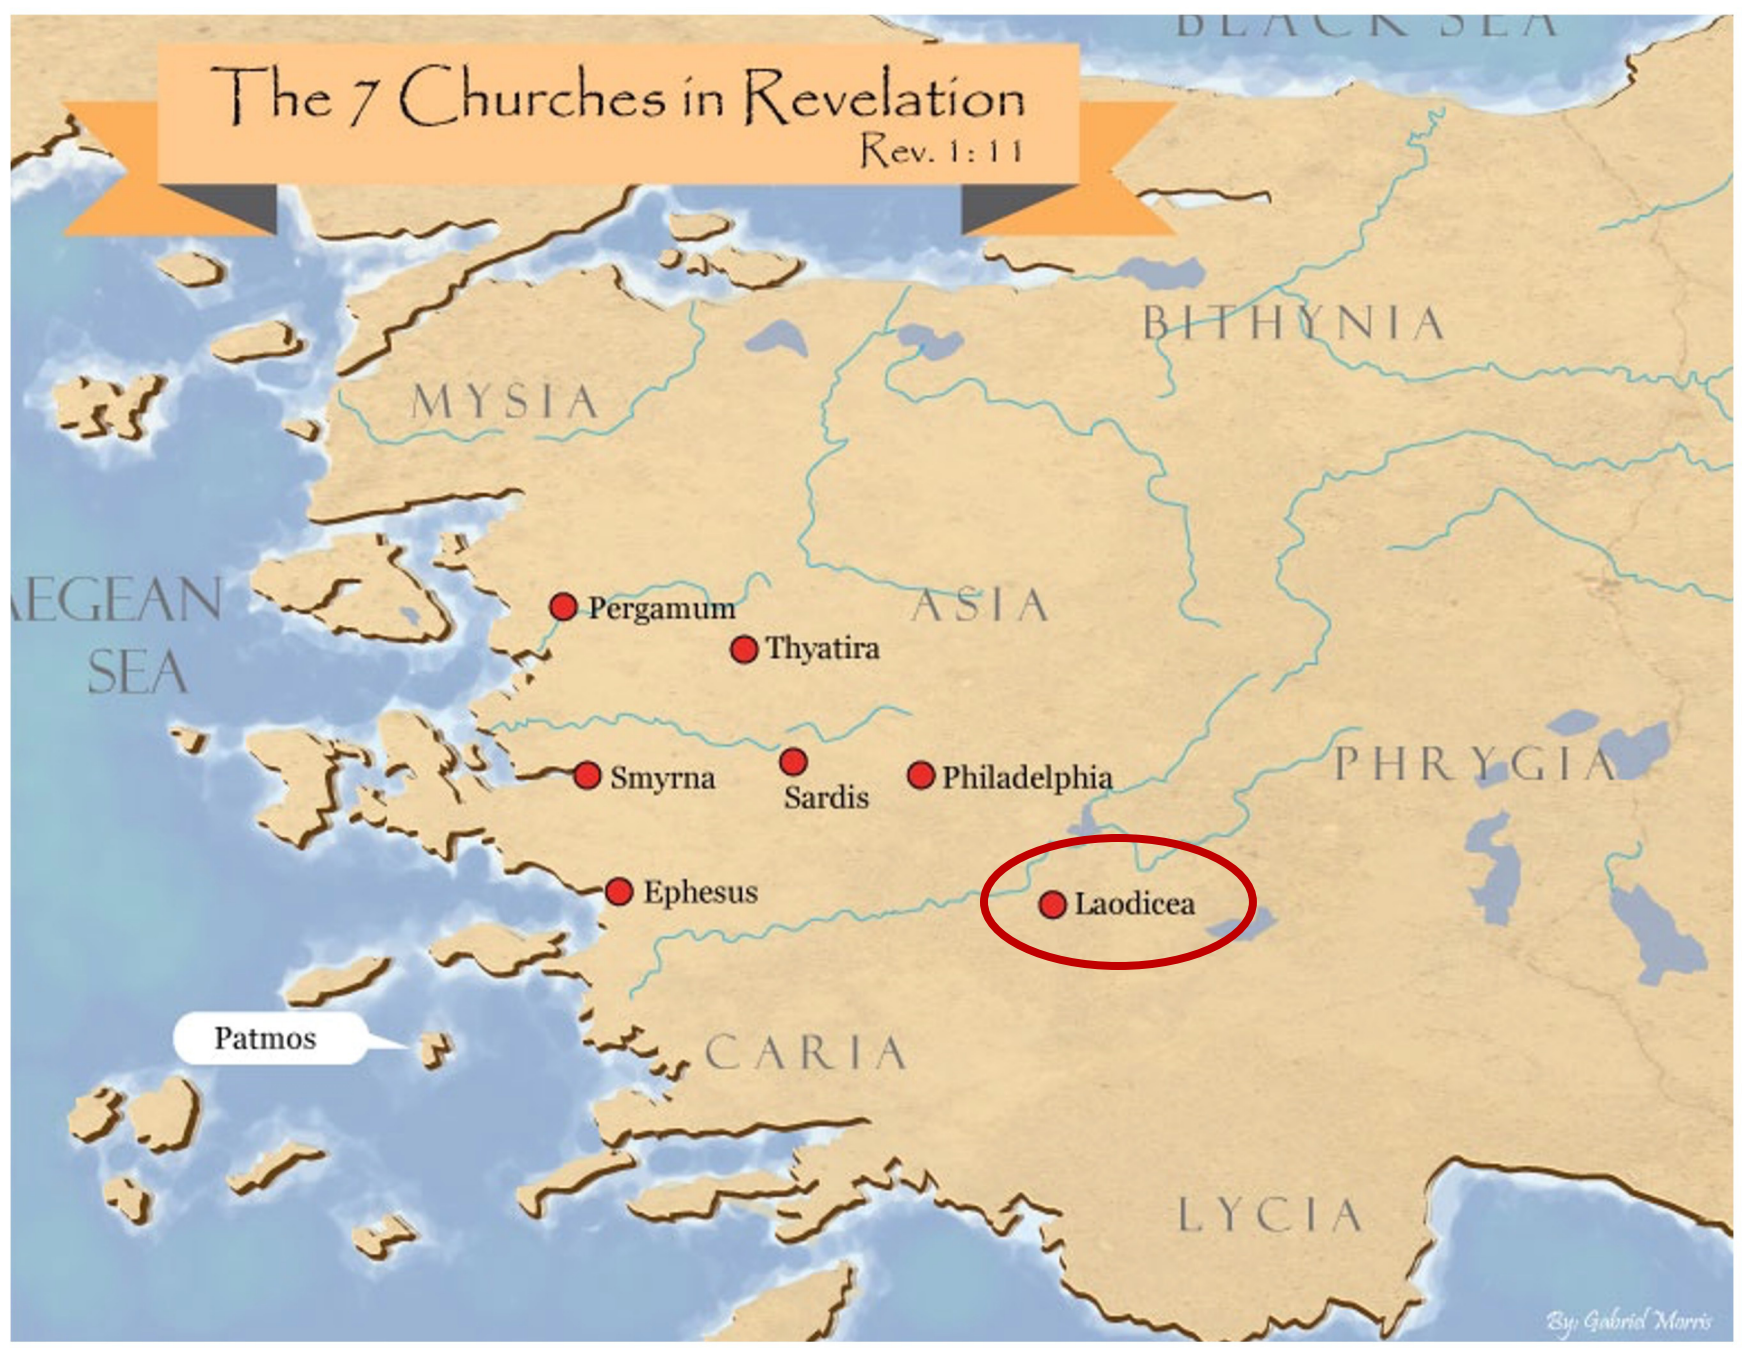 BLACK SEA
The 7 Churches in Revelation
Rev. 1:11
BITHYNIA
MYSIA
AEGEAN
SEA
ASIA
Pergamum
Thyatira
PHRYGIA
Smyrna
Sardis
Philadelphia
Ephesus
Laodicea
Patmos
CARIA
LYCIA
By: Gabriel Morris